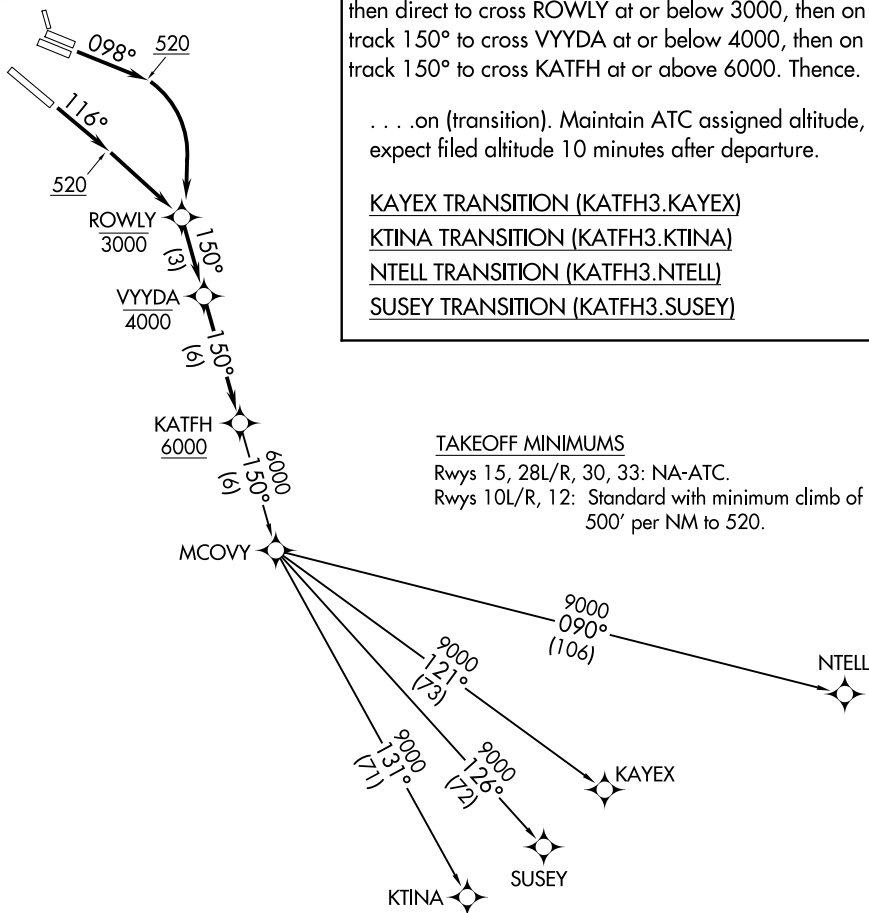 then direct to cross ROWLY at or below 3000, then on
track 150° to cross VYYDA at or below 4000, then on
track 150° to cross KATFH at or above 6000. Thence.
. . . .on (transition). Maintain ATC assigned altitude,
expect filed altitude 10 minutes after departure.
KAYEX TRANSITION (KATFH3.KAYEX)
KTINA TRANSITION (KATFH3.KTINA)
NTELL TRANSITION (KATFH3.NTELL)
SUSEY TRANSITION (KATFH3.SUSEY)
098°
520
116°
520
ROWLY
3000
150°
(3)
VYYDA
4000
150°
(6)
KATFH
6000
6000
150°
(6)
TAKEOFF MINIMUMS
Rwys 15, 28L/R, 30, 33: NA-ATC.
Rwys 10L/R, 12: Standard with minimum climb of
500' per NM to 520.
MCOVY
9000
090°
(106)
NTELL
9000
121°
(73)
KAYEX
9000
126°
(72)
SUSEY
9000
131°
(71)
KTINA